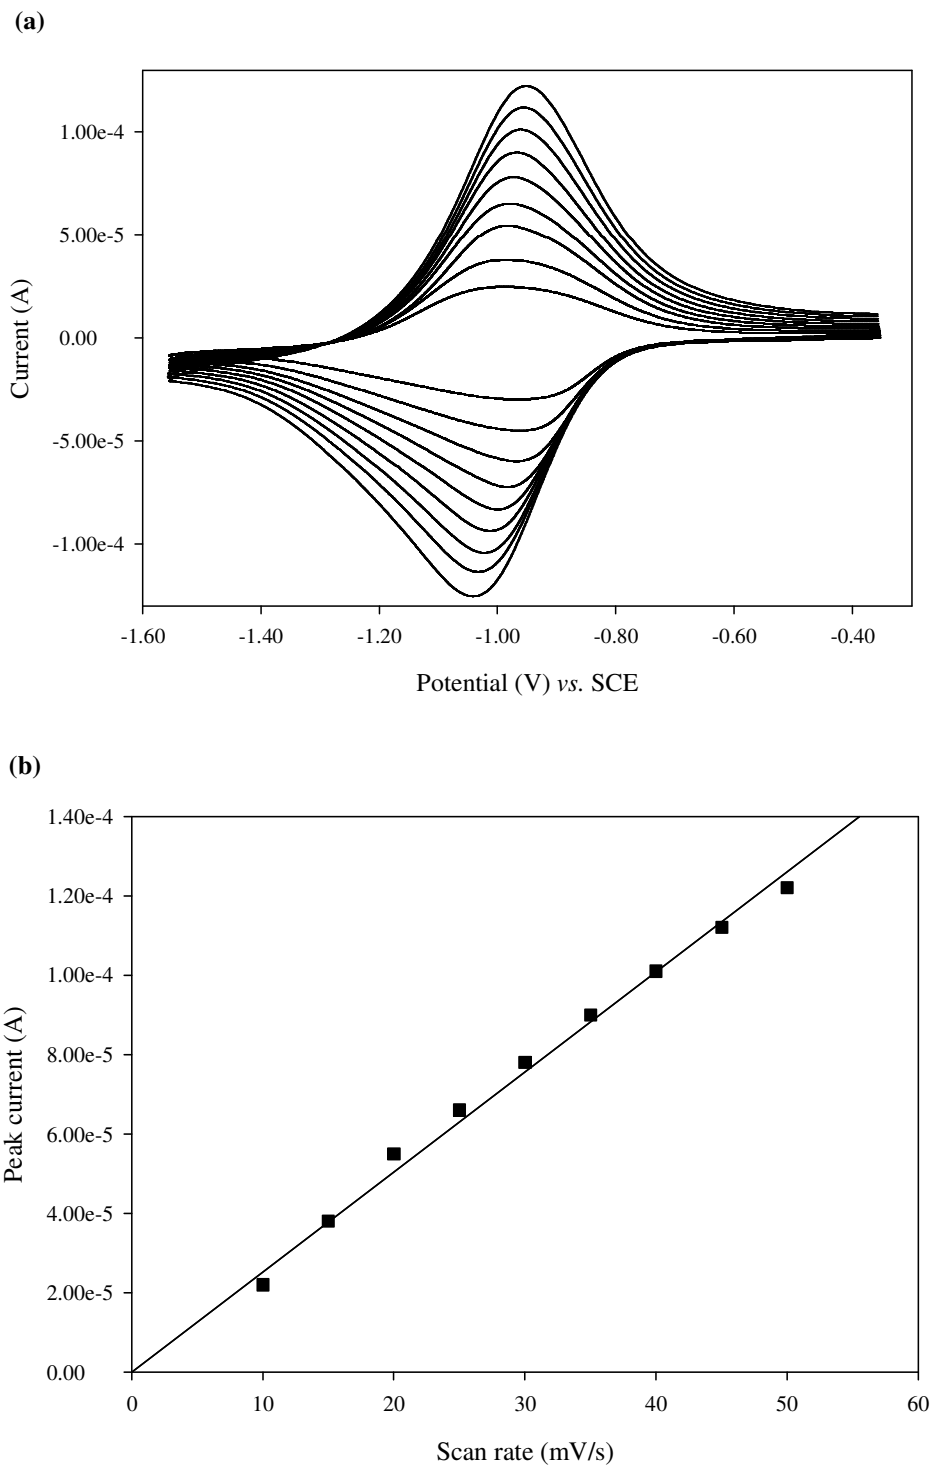 (a)
1.00e-4
5.00e-5
0.00
-5.00e-5
-1.00e-4
Current (A)
-1.60 -1.40 -1.20 -1.00 -0.80 -0.60 -0.40
Potential (V) vs. SCE
(b)
1.40e-4
1.20e-4
1.00e-4
8.00e-5
6.00e-5
4.00e-5
2.00e-5
0.00
Peak current (A)
0 10 20 30 40 50 60
Scan rate (mV/s)